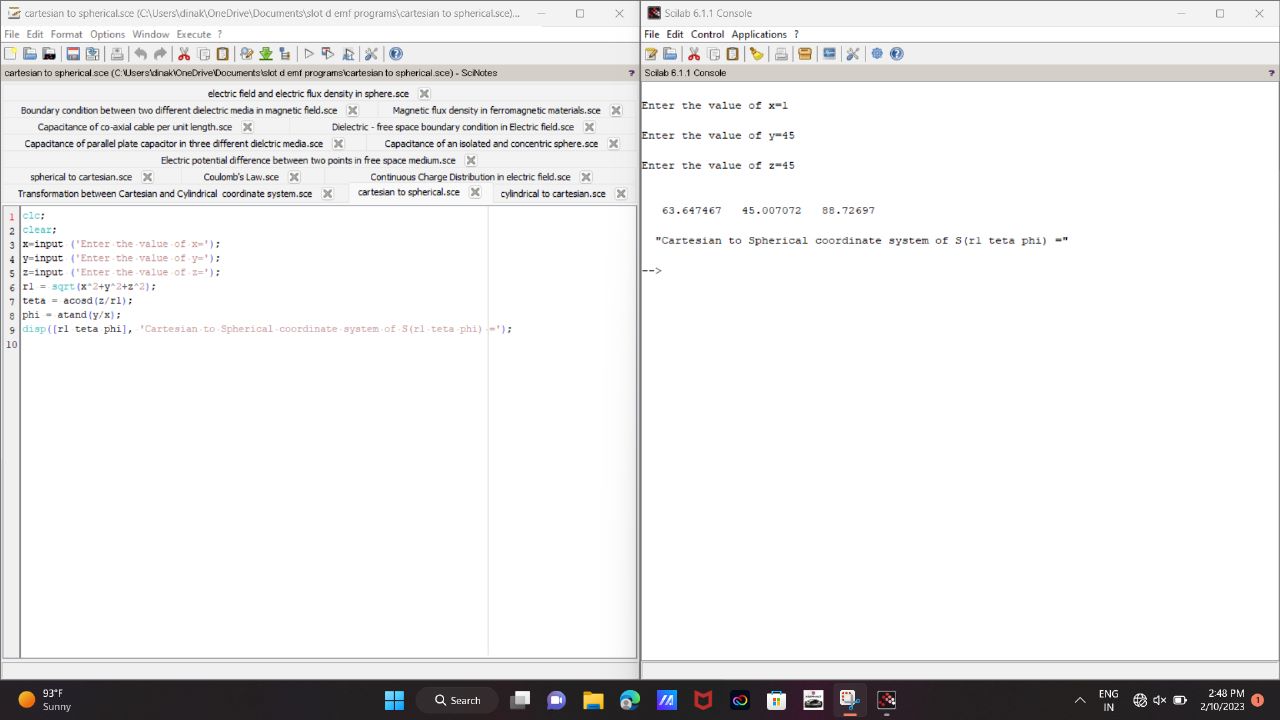 cartesian to spherical.sce (C:\Users\dinak\OneDrive\Documents\slot d emf programs\cartesian to spherical.sce)...
File Edit Format Options Window Execute ?
cartesian to spherical.sce (C:\Users\dinak\OneDrive\Documents\slot d emf programs\cartesian to spherical.sce) - SciNotes ?
electric field and electric flux density in sphere.sce
Boundary condition between two different dielectric media in magnetic field.sce Magnetic flux density in ferromagnetic materials.sce
Capacitance of co-axial cable per unit length.sce Dielectric - free space boundary condition in Electric field.sce
Capacitance of parallel plate capacitor in three different dielctric media.sce Capacitance of an isolated and concentric sphere.sce
Electric potential difference between two points in free space medium.sce
spherical to cartesian.sce Coulomb's Law.sce Continuous Charge Distribution in electric field.sce
Transformation between Cartesian and Cylindrical coordinate system.sce cartesian to spherical.sce cylindrical to cartesian.sce
1 clc;
2 clear;
3 x=input ('Enter the value of x=');
4 y=input ('Enter the value of y=');
5 z=input ('Enter the value of z=');
6 r1 = sqrt(x^2+y^2+z^2);
7 teta = acosd(z/r1);
8 phi = atand(y/x);
9 disp([r1 teta phi], 'Cartesian to Spherical coordinate system of S(r1 teta phi) =');
10
Scilab 6.1.1 Console
File Edit Control Applications ?
Scilab 6.1.1 Console ?
Enter the value of x=1
Enter the value of y=45
Enter the value of z=45
63.647467 45.007072 88.72697
"Cartesian to Spherical coordinate system of S(r1 teta phi) ="
-->
93°F
Sunny
Search
ENG
IN
2:48 PM
2/10/2023
1